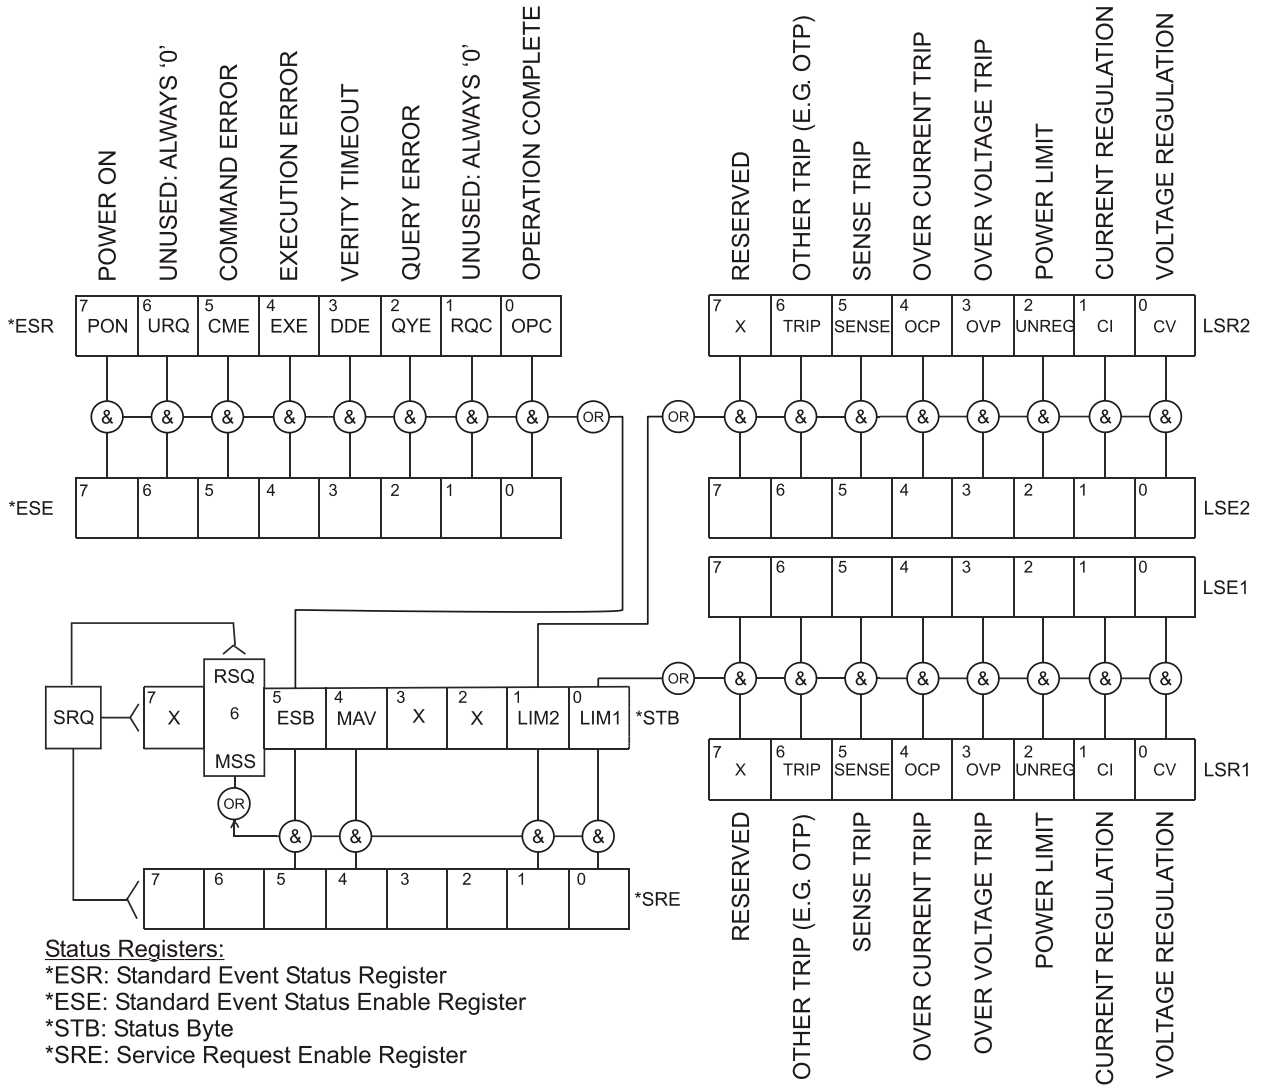 POWER ON
UNUSED: ALWAYS ‘0’
COMMAND ERROR
EXECUTION ERROR
VERITY TIMEOUT
QUERY ERROR
UNUSED: ALWAYS ‘0’
OPERATION COMPLETE
*ESR
7 6 5 4 3 2 1 0
PON URQ CME EXE DDE QYE RQC OPC
& & & & & & & & OR
*ESE
7 6 5 4 3 2 1 0
RESERVED
OTHER TRIP (E.G. OTP)
SENSE TRIP
OVER CURRENT TRIP
OVER VOLTAGE TRIP
POWER LIMIT
CURRENT REGULATION
VOLTAGE REGULATION
7 6 5 4 3 2 1 0
X TRIP SENSE OCP OVP UNREG CI CV
LSR2
OR & & & & & & & &
7 6 5 4 3 2 1 0
LSE2
7 6 5 4 3 2 1 0
LSE1
OR & & & & & & & &
7 6 5 4 3 2 1 0
X TRIP SENSE OCP OVP UNREG CI CV
LSR1
RESERVED
OTHER TRIP (E.G. OTP)
SENSE TRIP
OVER CURRENT TRIP
OVER VOLTAGE TRIP
POWER LIMIT
CURRENT REGULATION
VOLTAGE REGULATION
SRQ
RSQ
7 6 5 4 3 2 1 0
X ESB MAV X X LIM2 LIM1
*STB
MSS
OR
& & & &
7 6 5 4 3 2 1 0
*SRE
Status Registers:
*ESR: Standard Event Status Register
*ESE: Standard Event Status Enable Register
*STB: Status Byte
*SRE: Service Request Enable Register